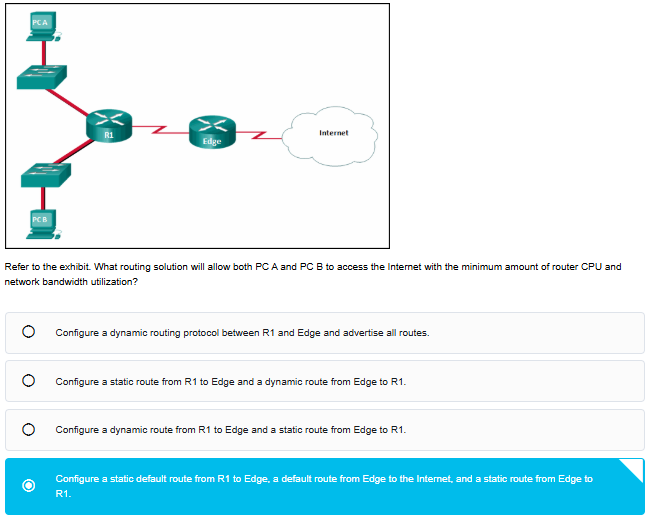 PC A
R1
Edge
Internet
PC B
Refer to the exhibit. What routing solution will allow both PC A and PC B to access the Internet with the minimum amount of router CPU and
network bandwidth utilization?
Configure a dynamic routing protocol between R1 and Edge and advertise all routes.
Configure a static route from R1 to Edge and a dynamic route from Edge to R1.
Configure a dynamic route from R1 to Edge and a static route from Edge to R1.
Configure a static default route from R1 to Edge, a default route from Edge to the Internet, and a static route from Edge to
R1.